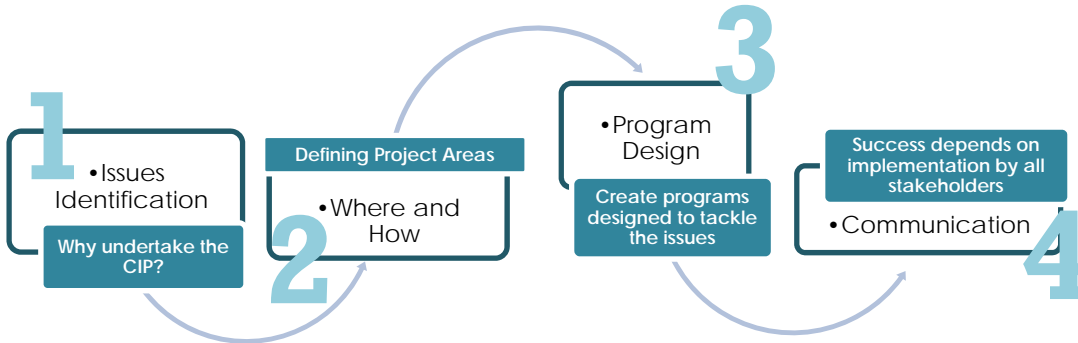 1
•Issues
Identification
Why undertake the
CIP?
Defining Project Areas
•Where and
How
2
3
•Program
Design
Create programs
designed to tackle
the issues
Success depends on
implementation by all
stakeholders
•Communication
4